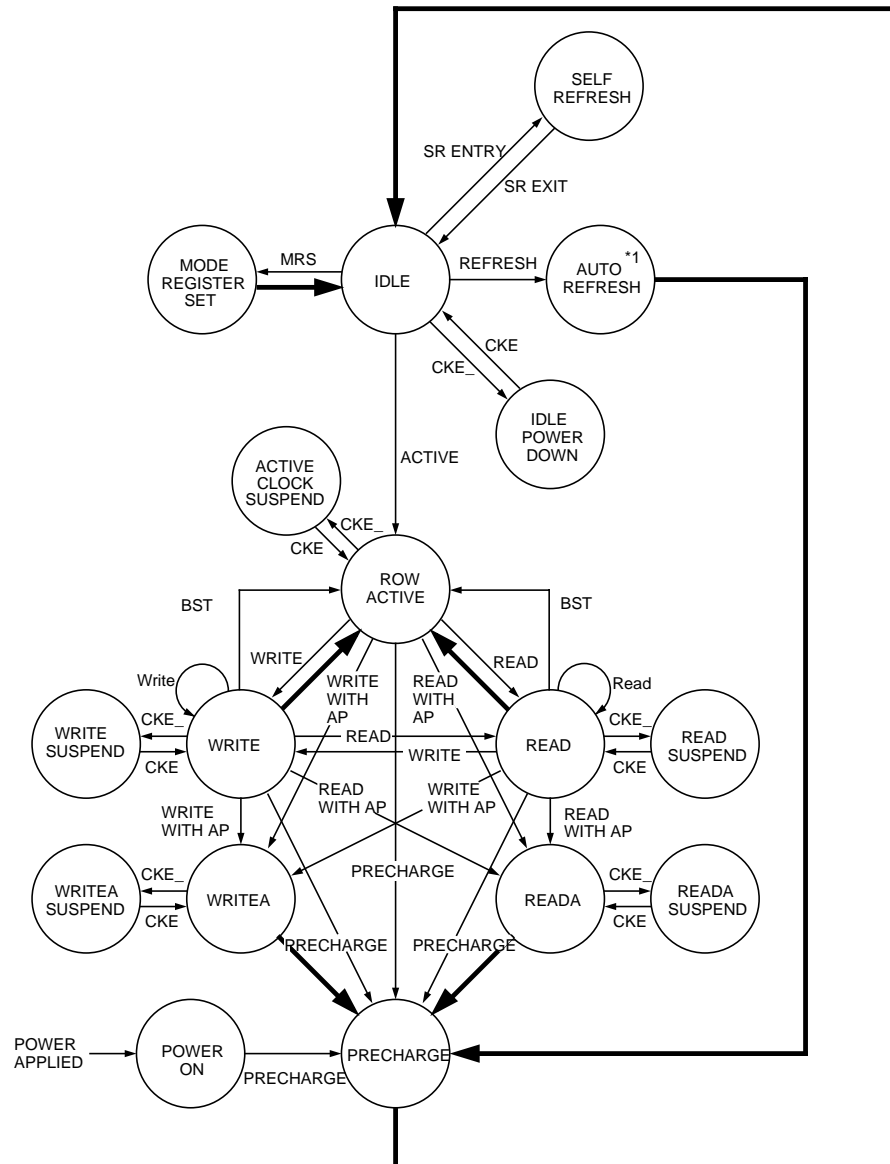 SELF
REFRESH
SR ENTRY
SR EXIT
MRS
REFRESH
*1
MODE
REGISTER
SET
IDLE
AUTO
REFRESH
CKE
CKE_
IDLE
POWER
DOWN
ACTIVE
ACTIVE
CLOCK
SUSPEND
CKE_
CKE
ROW
ACTIVE
BST
BST
WRITE
READ
WRITE
WITH
AP
READ
WITH
AP
Write
Read
CKE_
CKE_
WRITE
SUSPEND
WRITE
READ
WRITE
READ
READ
SUSPEND
CKE
CKE
WRITE
WITH AP
READ
WITH AP
WRITE
WITH AP
READ
WITH AP
CKE_
PRECHARGE
CKE_
WRITEA
SUSPEND
WRITEA
READA
READA
SUSPEND
CKE
CKE
PRECHARGE
PRECHARGE
POWER
APPLIED
POWER
ON
PRECHARGE
PRECHARGE